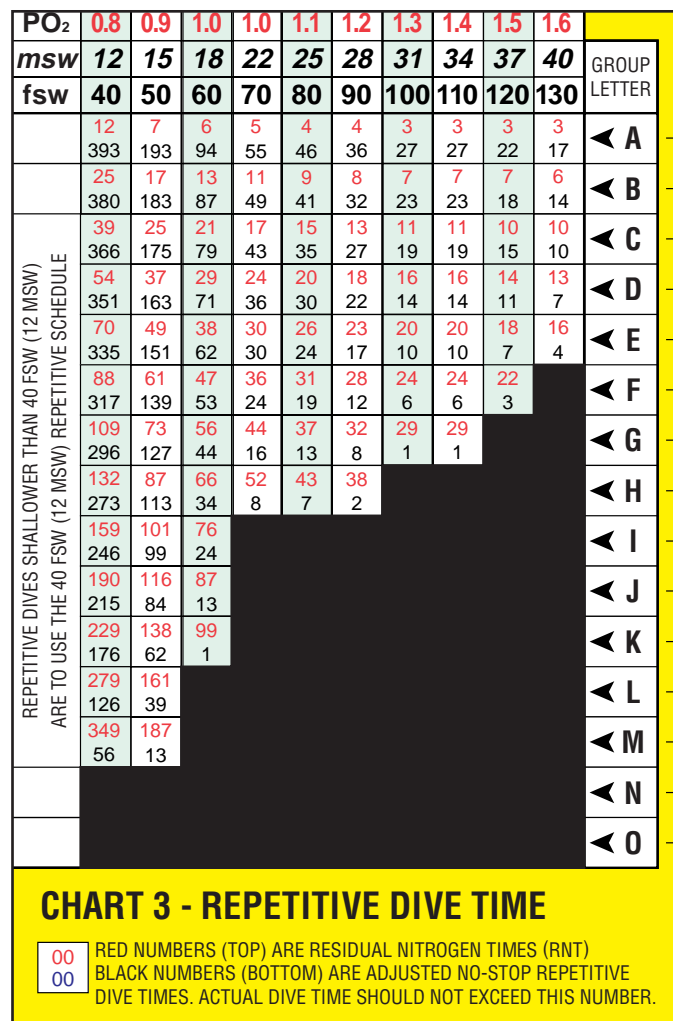 PO₂ 0.8 0.9 1.0 1.0 1.1 1.2 1.3 1.4 1.5 1.6
msw 12 15 18 22 25 28 31 34 37 40
fsw 40 50 60 70 80 90 100 110 120 130
GROUP
LETTER
12 7 6 5 4 4 3 3 3 3
393 193 94 55 46 36 27 27 22 17
A
25 17 13 11 9 8 7 7 7 6
380 183 87 49 41 32 23 23 18 14
B
39 25 21 17 15 13 11 11 10 10
366 175 79 43 35 27 19 19 15 10
C
54 37 29 24 20 18 16 16 14 13
351 163 71 36 30 22 14 14 11 7
D
70 49 38 30 26 23 20 20 18 16
335 151 62 30 24 17 10 10 7 4
E
88 61 47 36 31 28 24 24 22
317 139 53 24 19 12 6 6 3
F
109 73 56 44 37 32 29 29
296 127 44 16 13 8 1 1
G
132 87 66 52 43 38
273 113 34 8 7 2
H
159 101 76
246 99 24
I
190 116 87
215 84 13
J
229 138 99
176 62 1
K
279 161
126 39
L
349 187
56 13
M
N
O
REPETITIVE DIVES SHALLOWER THAN 40 FSW (12 MSW)
ARE TO USE THE 40 FSW (12 MSW) REPETITIVE SCHEDULE
CHART 3 - REPETITIVE DIVE TIME
00
00
RED NUMBERS (TOP) ARE RESIDUAL NITROGEN TIMES (RNT)
BLACK NUMBERS (BOTTOM) ARE ADJUSTED NO-STOP REPETITIVE
DIVE TIMES. ACTUAL DIVE TIME SHOULD NOT EXCEED THIS NUMBER.